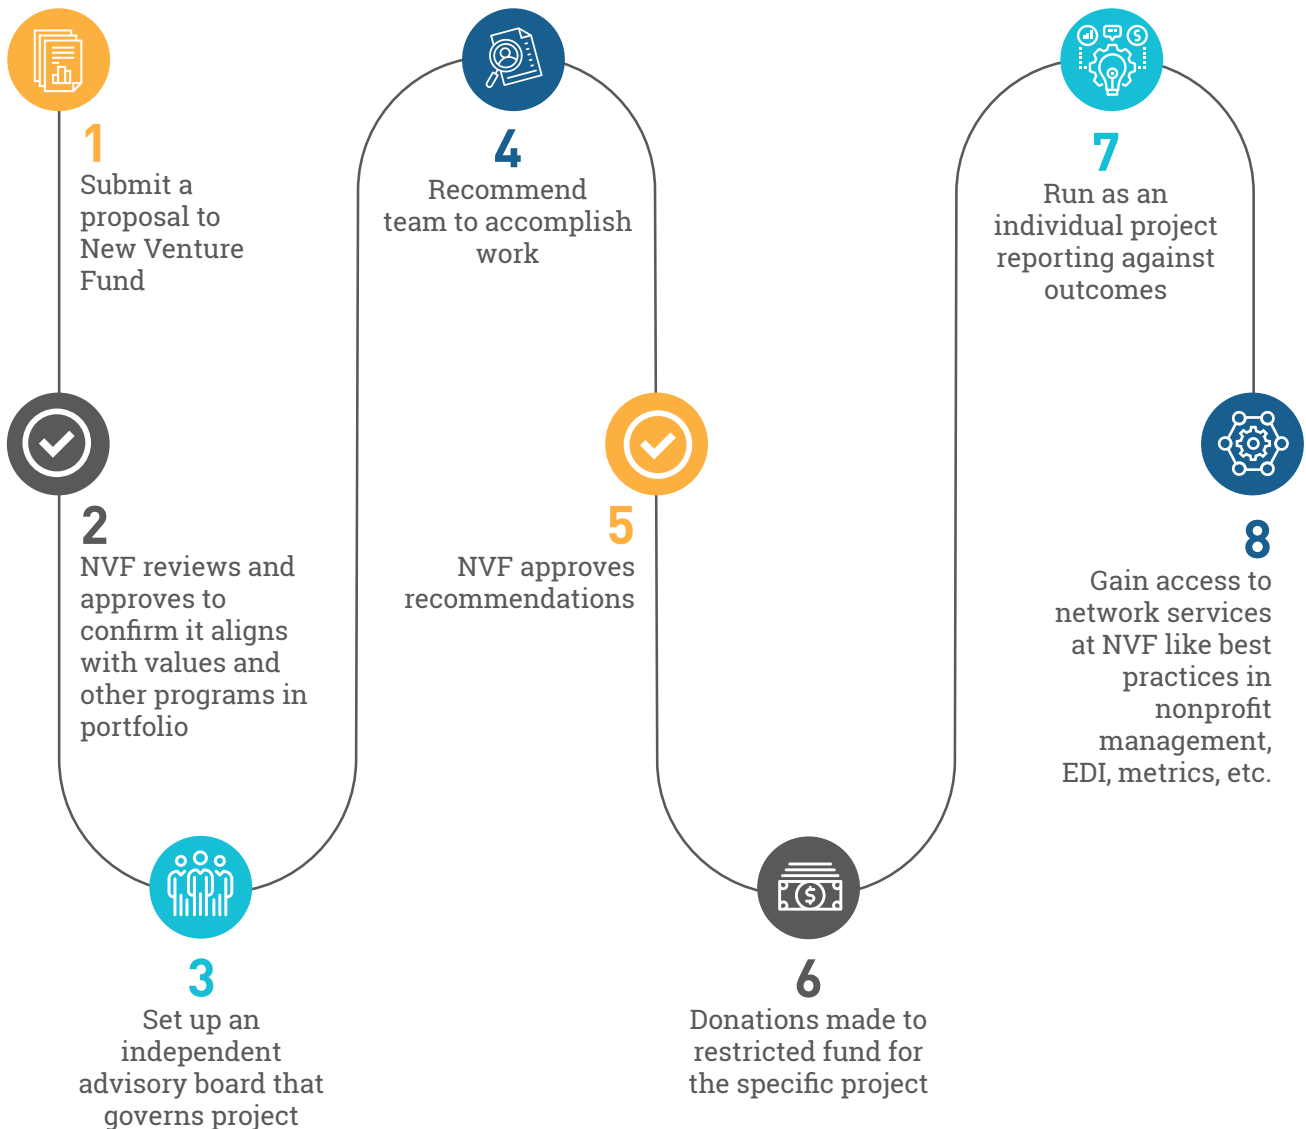 1
Submit a
proposal to
New Venture
Fund
2
NVF reviews and
approves to
confirm it aligns
with values and
other programs in
portfolio
3
Set up an
independent
advisory board that
governs project
4
Recommend
team to accomplish
work
5
NVF approves
recommendations
6
Donations made to
restricted fund for
the specific project
7
Run as an
individual project
reporting against
outcomes
8
Gain access to
network services
at NVF like best
practices in
nonprofit
management,
EDI, metrics, etc.